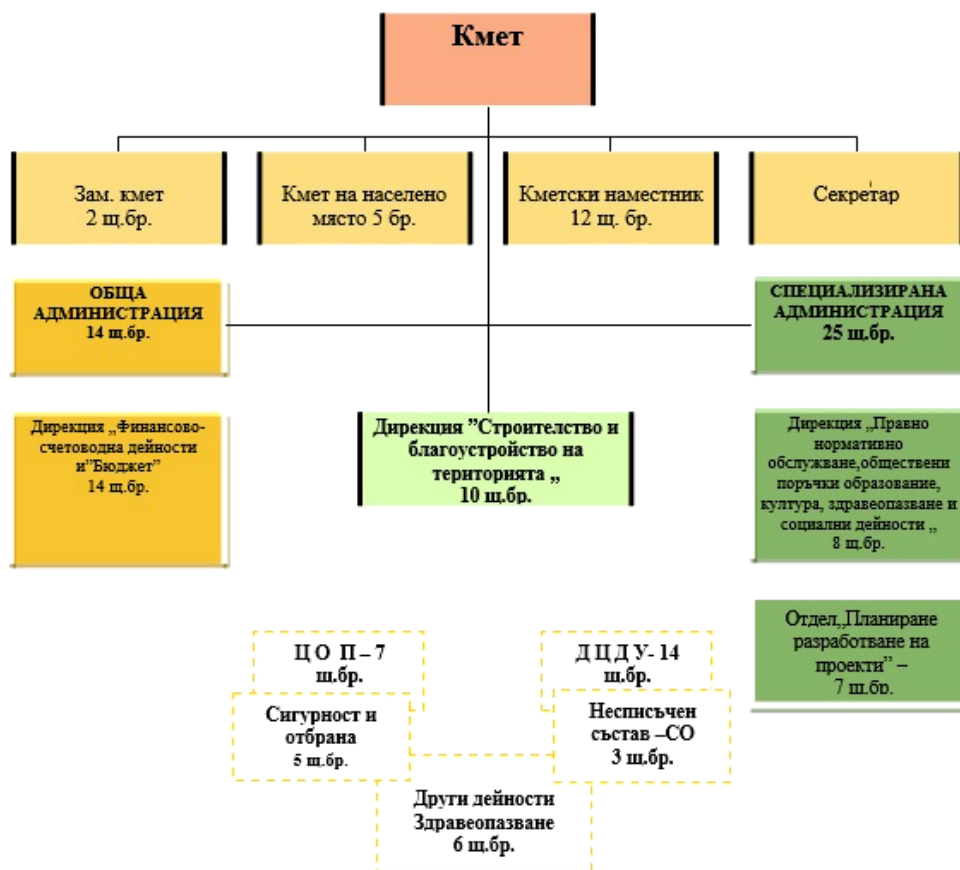 Кмет
Зам. кмет
2 щ.бр.
Кмет на населено
място 5 бр.
Кметски наместник
12 щ. бр.
Секретар
ОБЩА
АДМИНИСТРАЦИЯ
14 щ.бр.
СПЕЦИАЛИЗИРАНА
АДМИНИСТРАЦИЯ
25 щ.бр.
Дирекция „Финансово-
счетоводна дейности
и"Бюджет"
14 щ.бр.
Дирекция "Строителство и
благоустройство на
територията „
10 щ.бр.
Дирекция „Правно
нормативно
обслужване,обществени
поръчки образование,
култура, здравеопазване и
социални дейности „
8 щ.бр.
Отдел„Планиране
разработване на
проекти" –
7 щ.бр.
Ц О П – 7
щ.бр.
Д Ц Д У- 14
щ.бр.
Сигурност и
отбрана
5 щ.бр.
Несписъчен
състав –СО
3 щ.бр.
Други дейности
Здравеопазване
6 щ.бр.